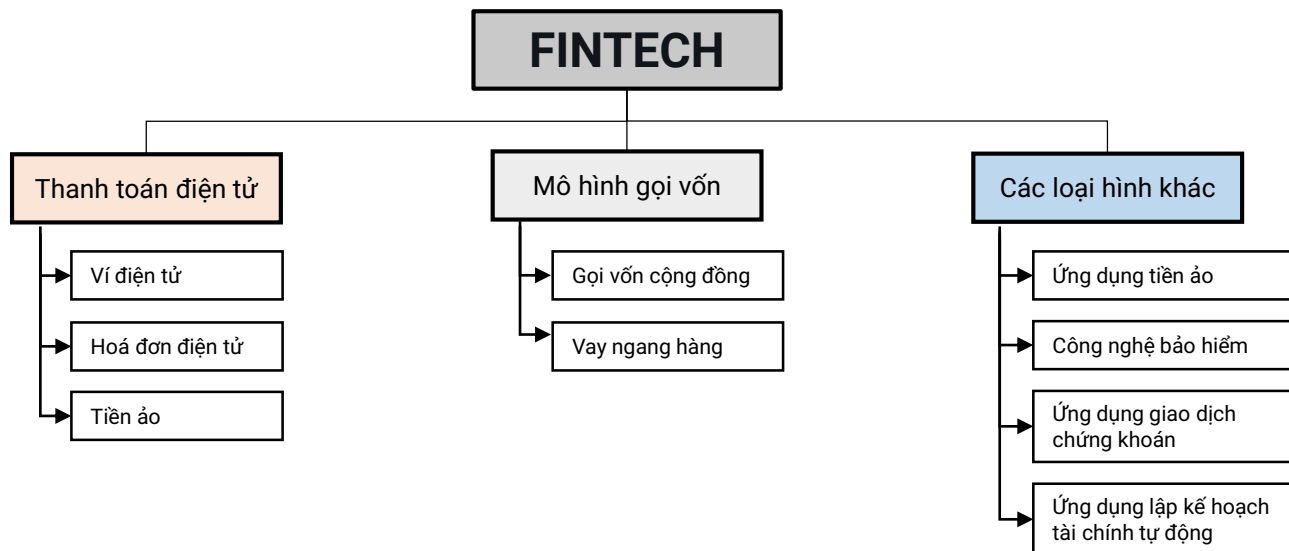 FINTECH
Thanh toán điện tử
Ví điện tử
Hoá đơn điện tử
Tiền ảo
Mô hình gọi vốn
Gọi vốn cộng đồng
Vay ngang hàng
Các loại hình khác
Ứng dụng tiền ảo
Công nghệ bảo hiểm
Ứng dụng giao dịch
chứng khoán
Ứng dụng lập kế hoạch
tài chính tự động